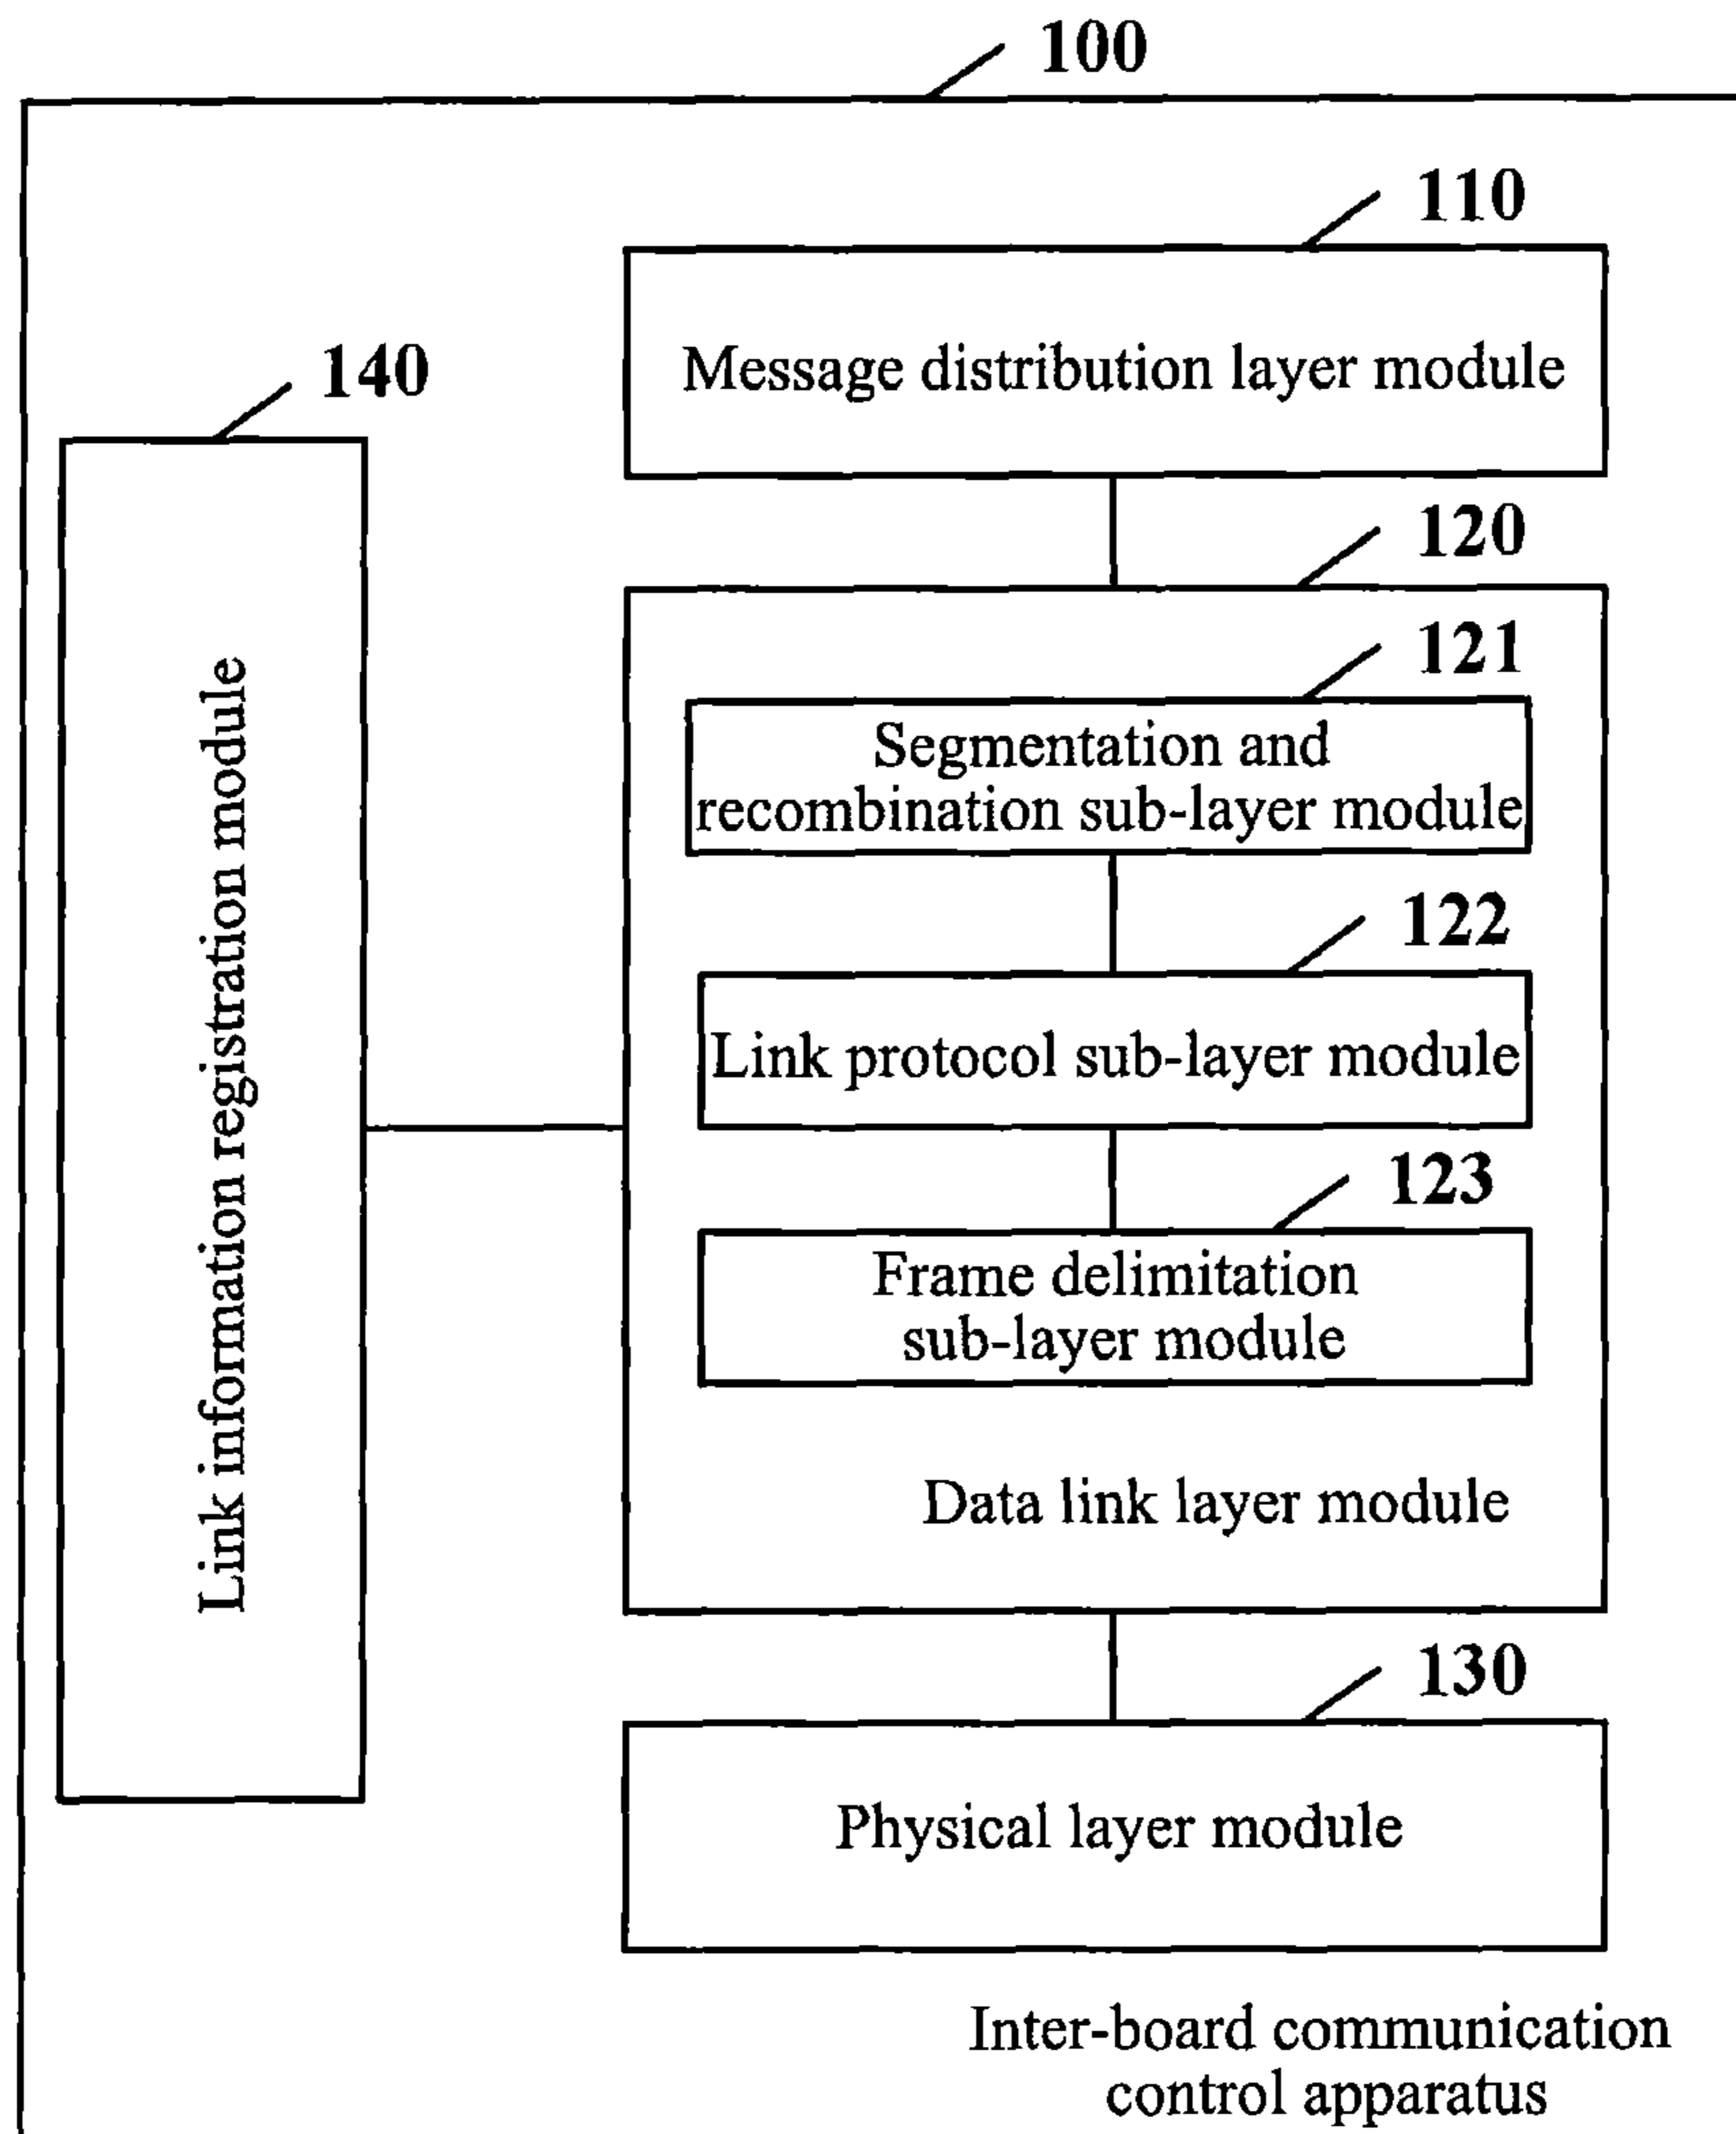 100
110
Message distribution layer module
140
Link information registration module
120
121
Segmentation and
recombination sub-layer module
122
Link protocol sub-layer module
123
Frame delimitation
sub-layer module
Data link layer module
130
Physical layer module
Inter-board communication
control apparatus